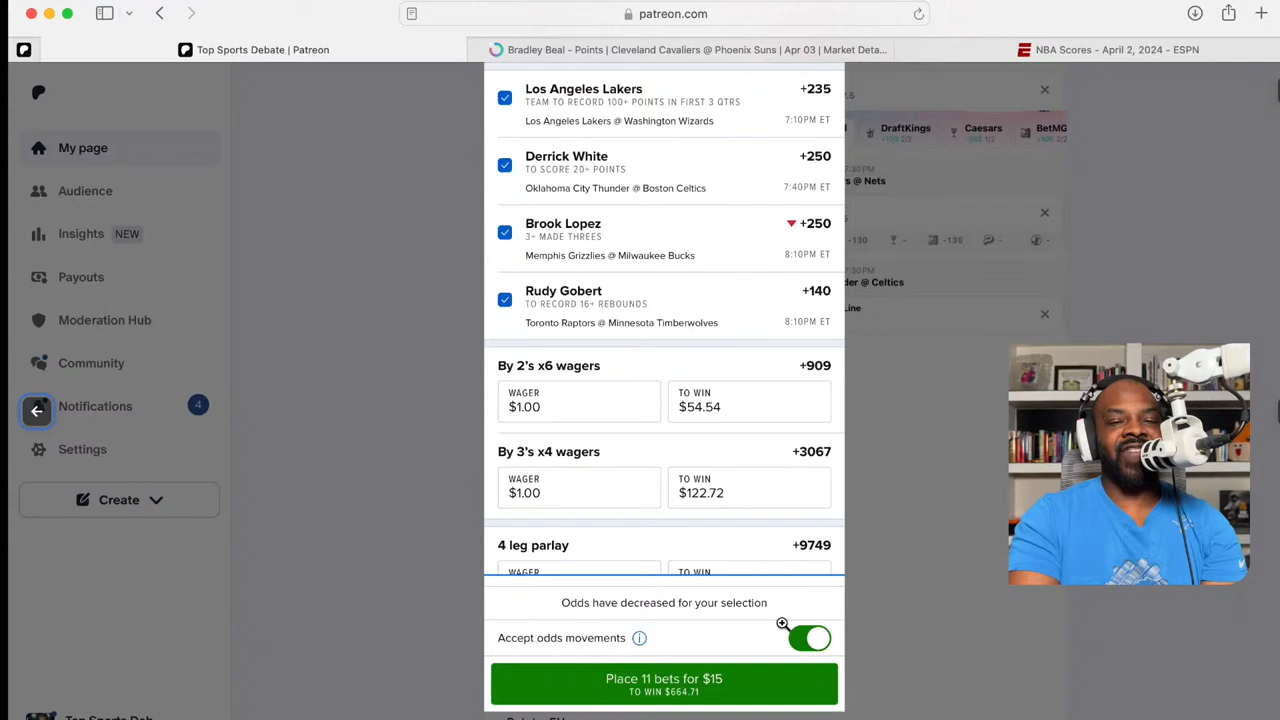 patreon.com
Top Sports Debate | Patreon
Bradley Beal - Points | Cleveland Cavaliers @ Phoenix Suns | Apr 03 | Market Deta...
NBA Scores - April 2, 2024 - ESPN
My page
Audience
Insights NEW
Payouts
Moderation Hub
Community
Notifications 4
Settings
Create
Los Angeles Lakers +235
TEAM TO RECORD 100+ POINTS IN FIRST 3 QTRS
Los Angeles Lakers @ Washington Wizards 7:10PM ET
Derrick White +250
TO SCORE 20+ POINTS
Oklahoma City Thunder @ Boston Celtics 7:40PM ET
Brook Lopez +250
3+ MADE THREES
Memphis Grizzlies @ Milwaukee Bucks 8:10PM ET
Rudy Gobert +140
TO RECORD 16+ REBOUNDS
Toronto Raptors @ Minnesota Timberwolves 8:10PM ET
By 2's x6 wagers +909
WAGER TO WIN
$1.00 $54.54
By 3's x4 wagers +3067
WAGER TO WIN
$1.00 $122.72
4 leg parlay +9749
WAGER TO WIN
Odds have decreased for your selection
Accept odds movements
Place 11 bets for $15
TO WIN $664.71
DraftKings Caesars BetMG
@ Nets
-130 -136
7:30PM
@ Celtics
Line
Top Sports Deb